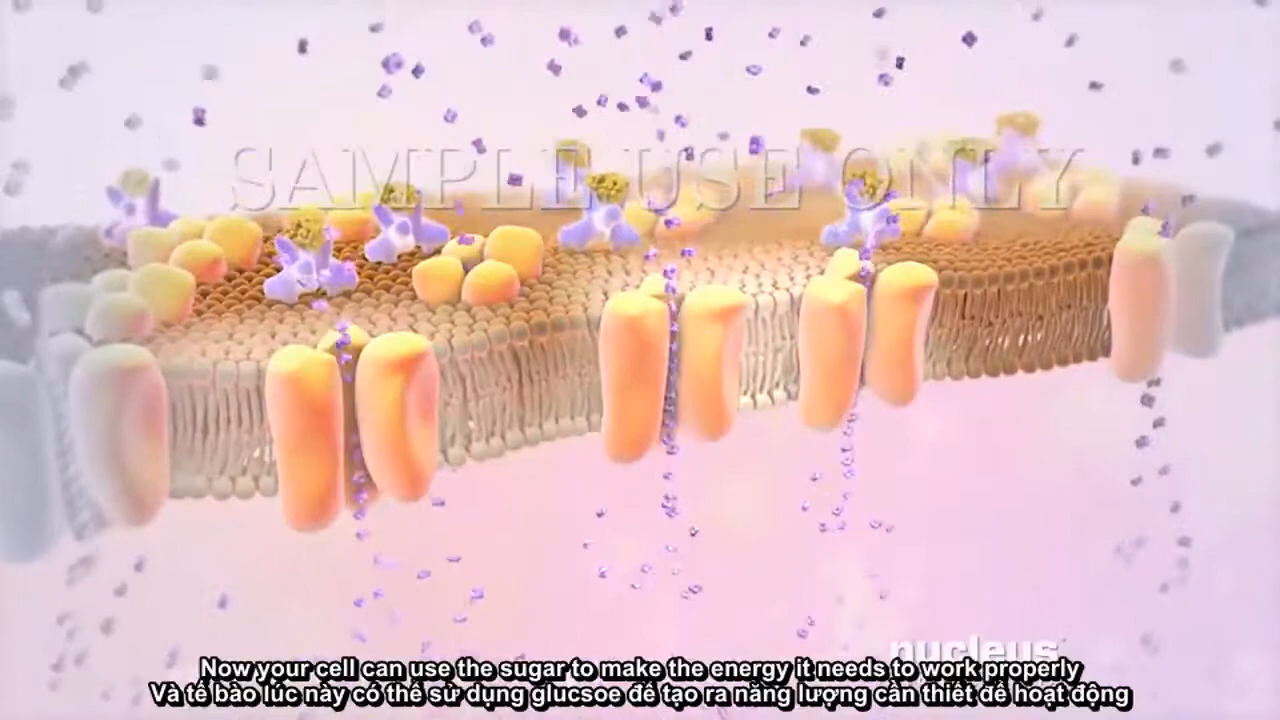 SAMPLE USE ONLY
nucleus
Now your cell can use the sugar to make the energy it needs to work properly
Và tế bào lúc này có thể sử dụng glucsoe để tạo ra năng lượng cần thiết để hoạt động